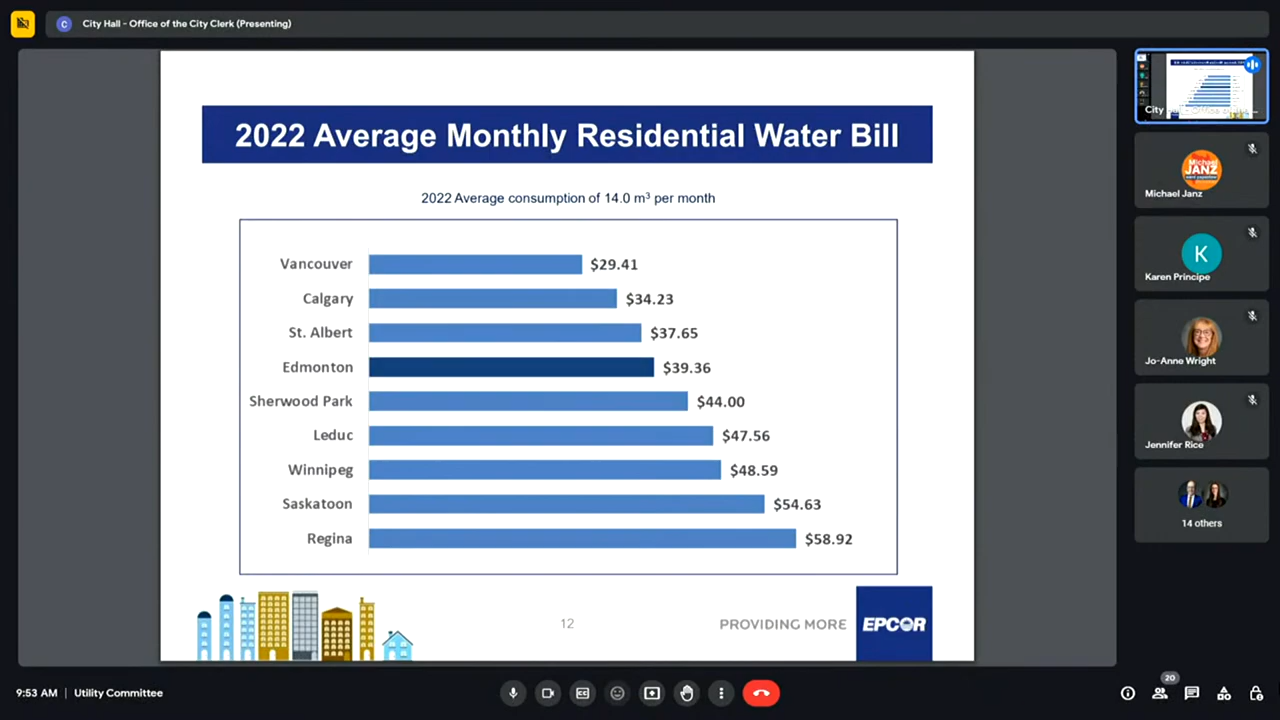 C
City Hall - Office of the City Clerk (Presenting)
2022 Average Monthly Residential Water Bill
2022 Average consumption of 14.0 m³ per month
Vancouver $29.41
Calgary $34.23
St. Albert $37.65
Edmonton $39.36
Sherwood Park $44.00
Leduc $47.56
Winnipeg $48.59
Saskatoon $54.63
Regina $58.92
12
PROVIDING MORE
EPCOR
Michael
JANZ
Michael Janz
K
Karen Principe
Jo-Anne Wright
Jennifer Rice
14 others
9:53 AM | Utility Committee
20